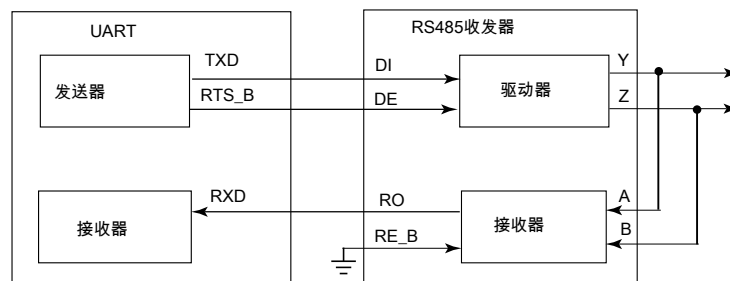 UART
RS485收发器
TXD
DI
Y
发送器
驱动器
RTS_B
DE
Z
RXD
RO
A
接收器
接收器
RE_B
B